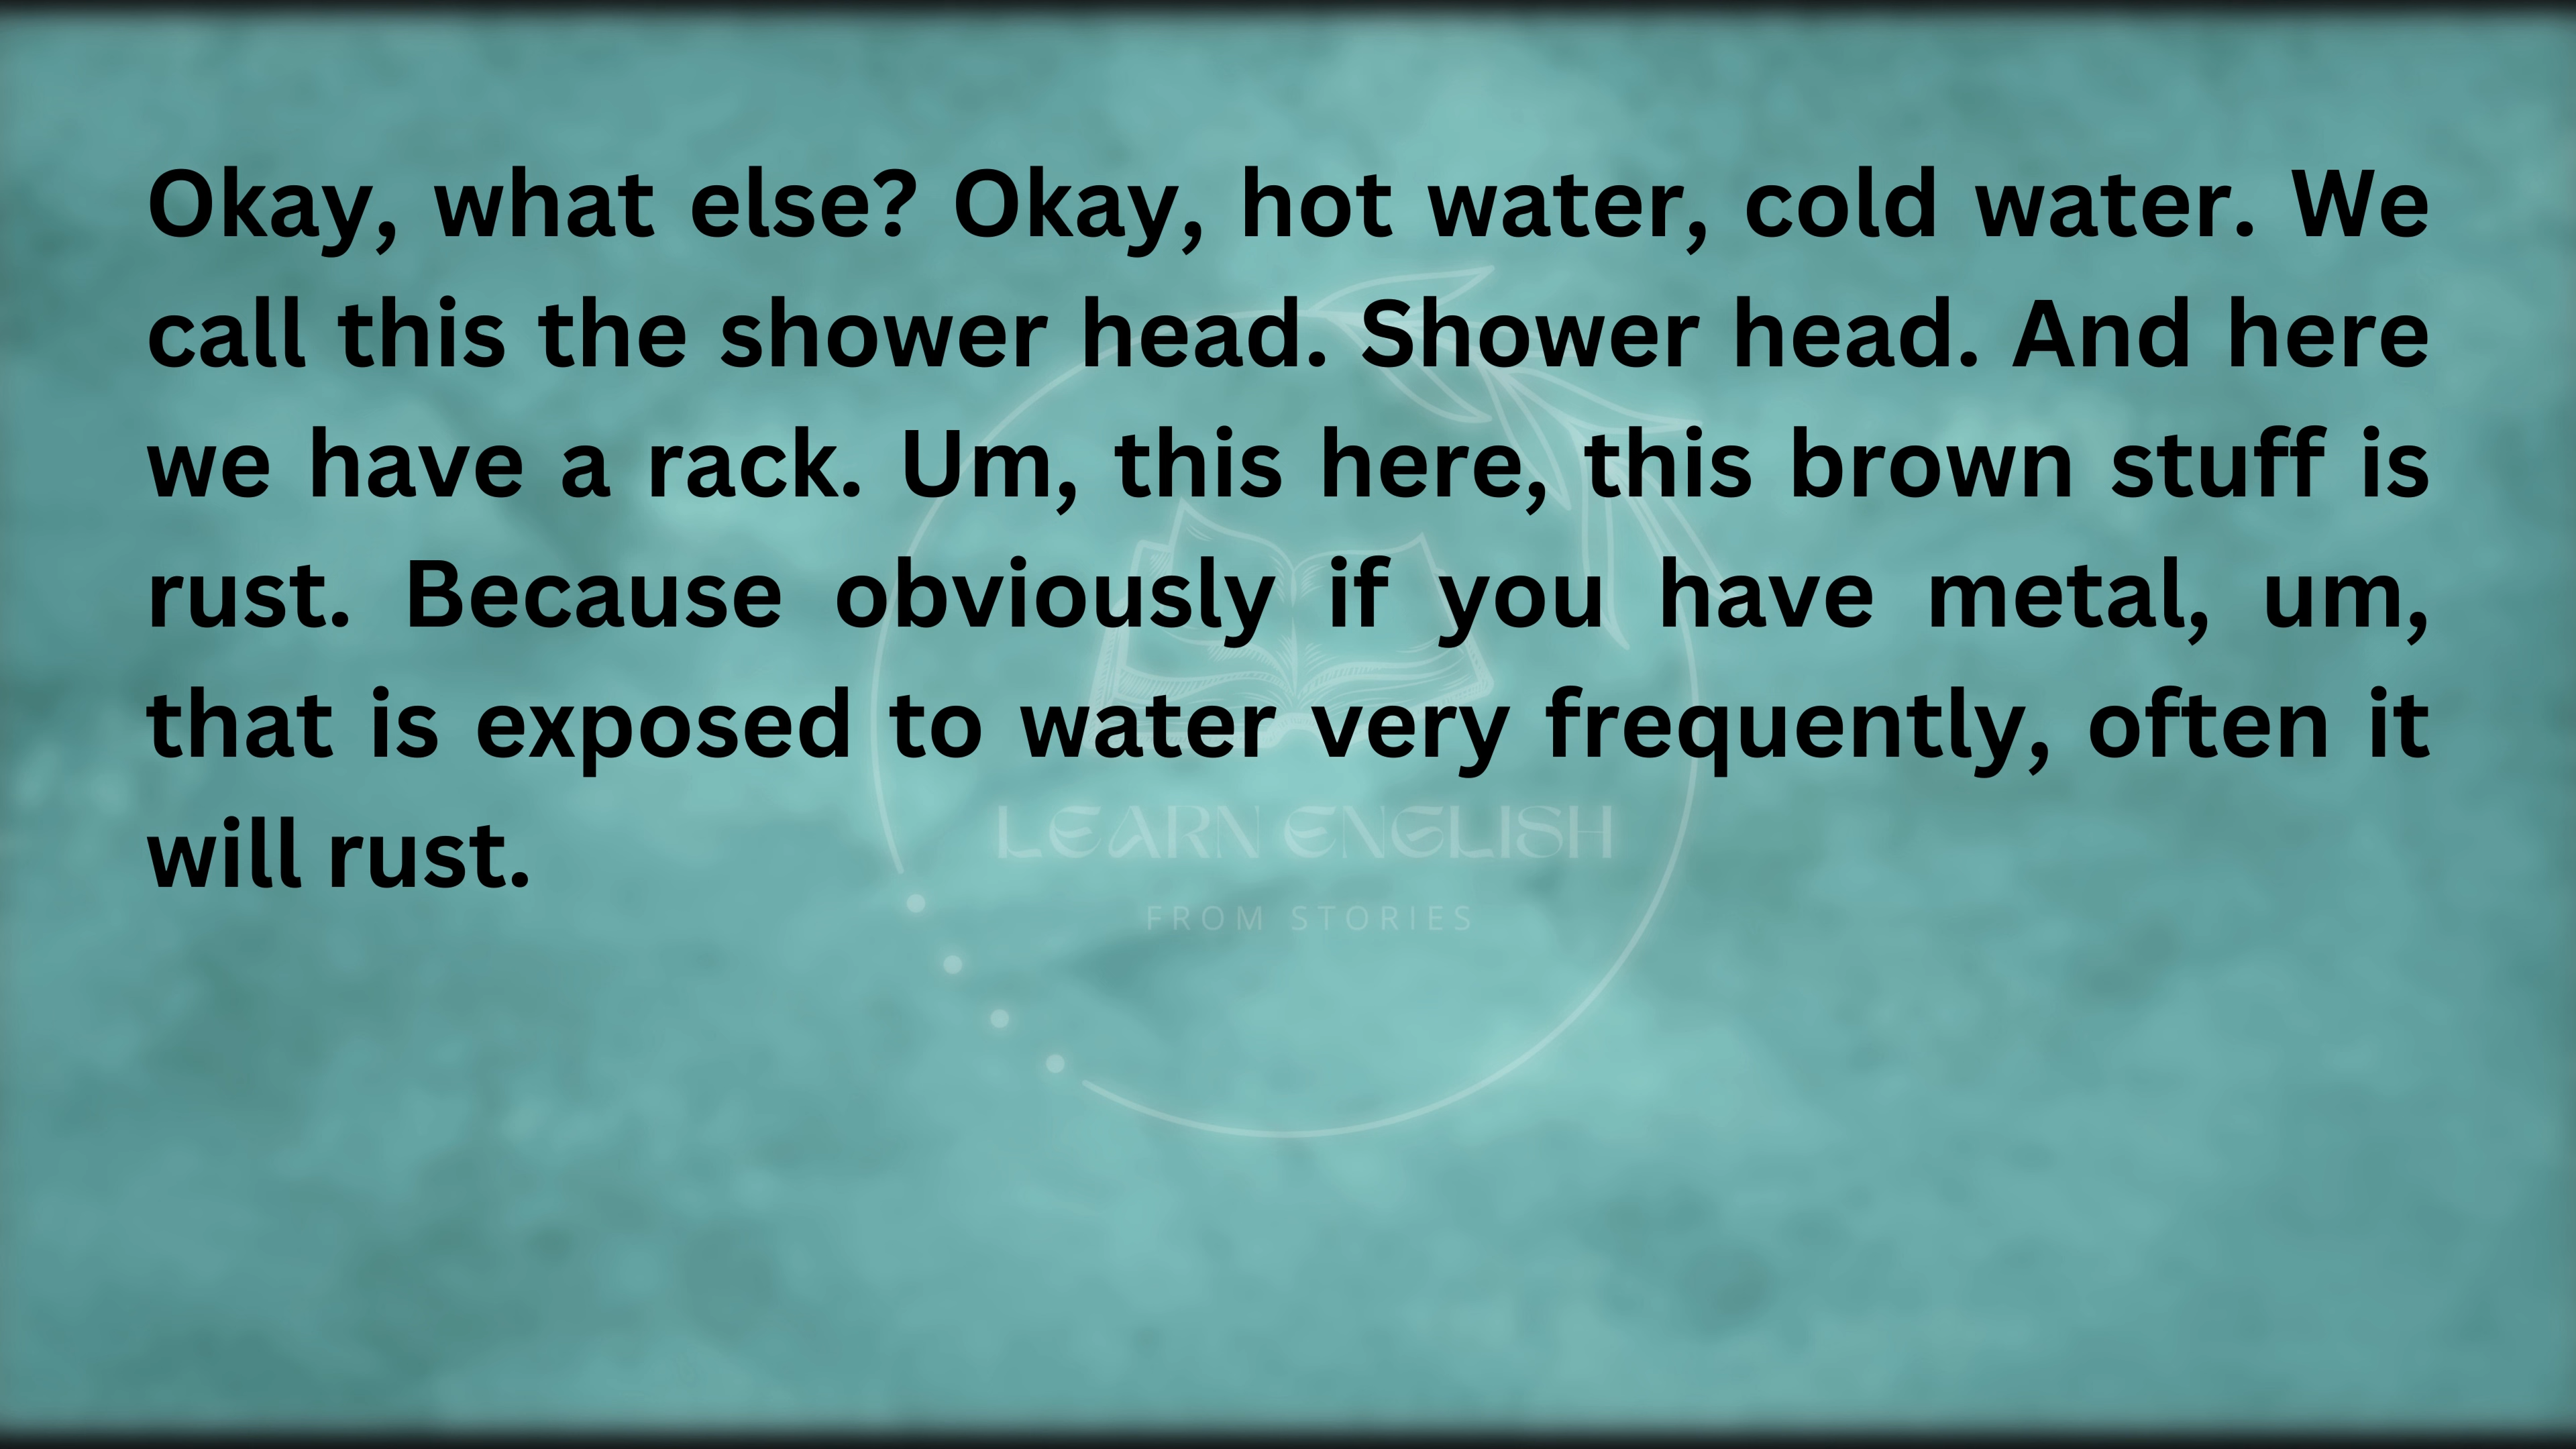 Okay, what else? Okay, hot water, cold water. We
call this the shower head. Shower head. And here
we have a rack. Um, this here, this brown stuff is
rust. Because obviously if you have metal, um,
that is exposed to water very frequently, often it
will rust.
LEARN ENGLISH
FROM STORIES